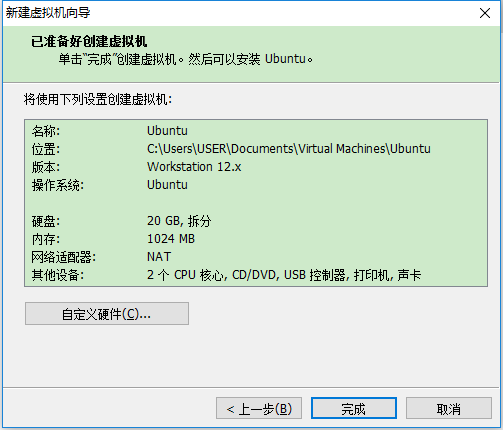 新建虚拟机向导
已准备好创建虚拟机
单击“完成”创建虚拟机。然后可以安装 Ubuntu。
将使用下列设置创建虚拟机:
名称: Ubuntu
位置: C:\Users\USER\Documents\Virtual Machines\Ubuntu
版本: Workstation 12.x
操作系统: Ubuntu
硬盘: 20 GB, 拆分
内存: 1024 MB
网络适配器: NAT
其他设备: 2 个 CPU 核心, CD/DVD, USB 控制器, 打印机, 声卡
自定义硬件(C)...
< 上一步(B) 完成 取消